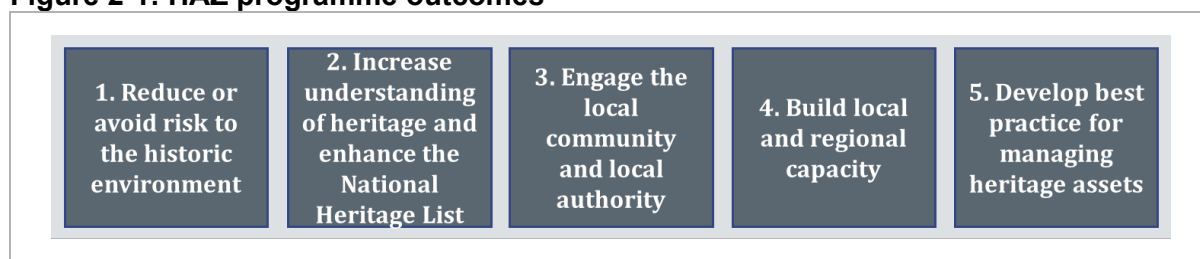 Figure 2-1: HAZ programme outcomes
1. Reduce or
avoid risk to
the historic
environment
2. Increase
understanding
of heritage and
enhance the
National
Heritage List
3. Engage the
local
community
and local
authority
4. Build local
and regional
capacity
5. Develop best
practice for
managing
heritage assets